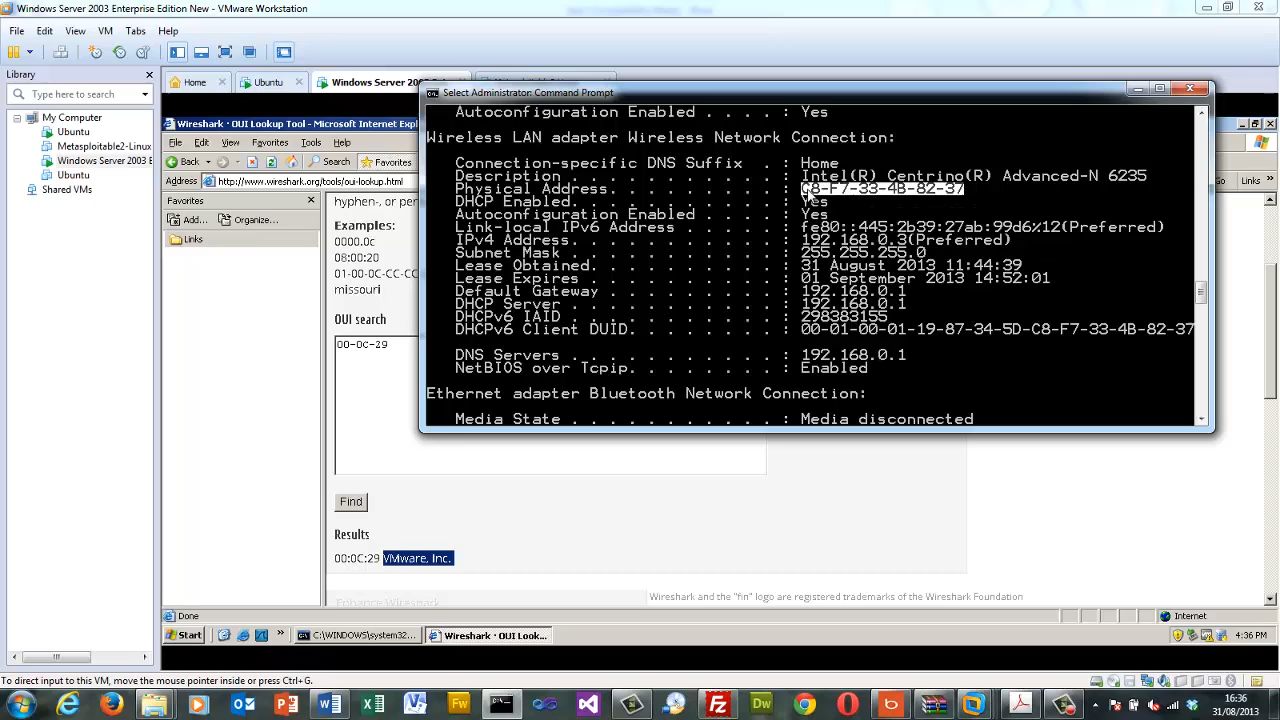 Windows Server 2003 Enterprise Edition New - VMware Workstation
File Edit View VM Tabs Help
Library
Type here to search
My Computer
Ubuntu
Metasploitable2-Linux
Windows Server 2003 E
Ubuntu
Shared VMs
Home
Ubuntu
Windows Server 2003
Wireshark · OUI Lookup Tool - Microsoft Internet Exp
File Edit View Favorites Tools Help
Back Search Favorites
Address http://www.wireshark.org/tools/oui-lookup.html
Links
Favorites
Add... Organize...
Links
hyphen-, or per
Examples:
0000.0c
08:00:20
01-00-0C-CC-CC
missouri
OUI search
00-0C-29
Find
Results
00:0C:29 VMware, Inc.
Enhance Wireshark
Wireshark and the "fin" logo are registered trademarks of the Wireshark Foundation
Select Administrator: Command Prompt
Autoconfiguration Enabled . . . . : Yes
Wireless LAN adapter Wireless Network Connection:
Connection-specific DNS Suffix . : Home
Description . . . . . . . . . . . : Intel(R) Centrino(R) Advanced-N 6235
Physical Address. . . . . . . . . : C8-F7-33-4B-82-37
DHCP Enabled. . . . . . . . . . . : Yes
Autoconfiguration Enabled . . . . : Yes
Link-local IPv6 Address . . . . . : fe80::445:2b39:27ab:99d6%12(Preferred)
IPv4 Address. . . . . . . . . . . : 192.168.0.3(Preferred)
Subnet Mask . . . . . . . . . . . : 255.255.255.0
Lease Obtained. . . . . . . . . . : 31 August 2013 11:44:39
Lease Expires . . . . . . . . . . : 01 September 2013 14:52:01
Default Gateway . . . . . . . . . : 192.168.0.1
DHCP Server . . . . . . . . . . . : 192.168.0.1
DHCPv6 IAID . . . . . . . . . . . : 298383155
DHCPv6 Client DUID. . . . . . . . : 00-01-00-01-19-87-34-5D-C8-F7-33-4B-82-37
DNS Servers . . . . . . . . . . . : 192.168.0.1
NetBIOS over Tcpip. . . . . . . . : Enabled
Ethernet adapter Bluetooth Network Connection:
Media State . . . . . . . . . . . : Media disconnected
Done
Internet
Start
C:\WINDOWS\system32...
Wireshark · OUI Look...
4:36 PM
To direct input to this VM, move the mouse pointer inside or press Ctrl+G.
16:36
31/08/2013